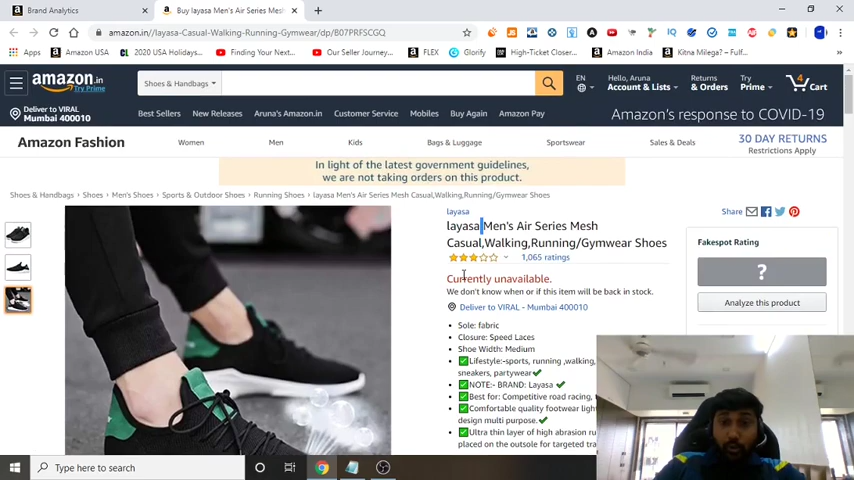 Brand Analytics
Buy layasa Men's Air Series Mesh
amazon.in/layasa-Casual-Walking-Running-Gymwear/dp/B07PRFSCGQ
Apps
Amazon USA
2020 USA Holidays...
Finding Your Next...
Our Seller Journey...
FLEX
Glorify
High-Ticket Closer...
Amazon India
Kitna Milega? – Fulf...
amazon.in
Try Prime
Shoes & Handbags
EN
Hello, Aruna
Account & Lists
Returns
& Orders
Try
Prime
4
Cart
Deliver to VIRAL
Mumbai 400010
Best Sellers
New Releases
Aruna's Amazon.in
Customer Service
Mobiles
Buy Again
Amazon Pay
Amazon's response to COVID-19
Amazon Fashion
Women
Men
Kids
Bags & Luggage
Sportswear
Sales & Deals
30 DAY RETURNS
Restrictions Apply
In light of the latest government guidelines,
we are not taking orders on this product.
Shoes & Handbags › Shoes › Men's Shoes › Sports & Outdoor Shoes › Running Shoes › layasa Men's Air Series Mesh Casual,Walking,Running/Gymwear Shoes
layasa
layasa Men's Air Series Mesh
Casual,Walking,Running/Gymwear Shoes
1,065 ratings
Currently unavailable.
We don't know when or if this item will be back in stock.
Deliver to VIRAL - Mumbai 400010
• Sole: fabric
• Closure: Speed Laces
• Shoe Width: Medium
• ✅Lifestyle:-sports, running ,walking,
sneakers, partywear✔
• ✅NOTE:- BRAND: Layasa ✔
• ✅Best for: Competitive road racing,
• ✅Comfortable quality footwear ligh
design multi purpose.✔
• ✅Ultra thin layer of high abrasion ru
placed on the outsole for targeted tra
Share
Fakespot Rating
?
Analyze this product
Type here to search